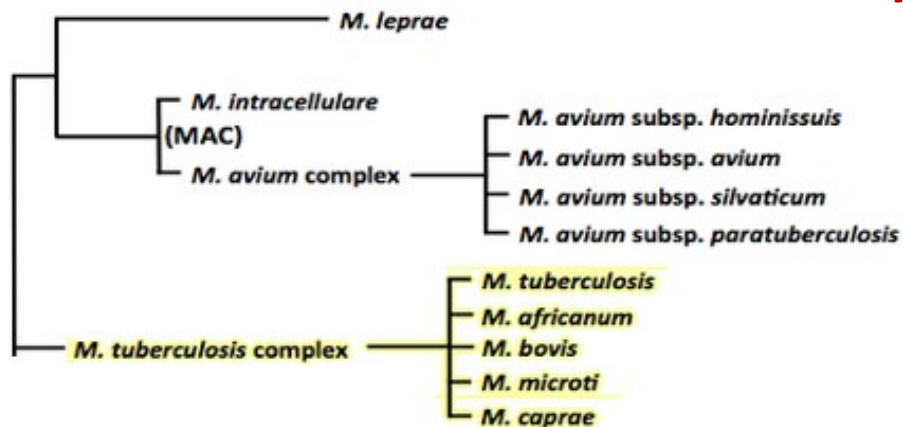 M. leprae
M. intracellulare
(MAC)
M. avium complex
M. avium subsp. hominissuis
M. avium subsp. avium
M. avium subsp. silvaticum
M. avium subsp. paratuberculosis
M. tuberculosis complex
M. tuberculosis
M. africanum
M. bovis
M. microti
M. caprae